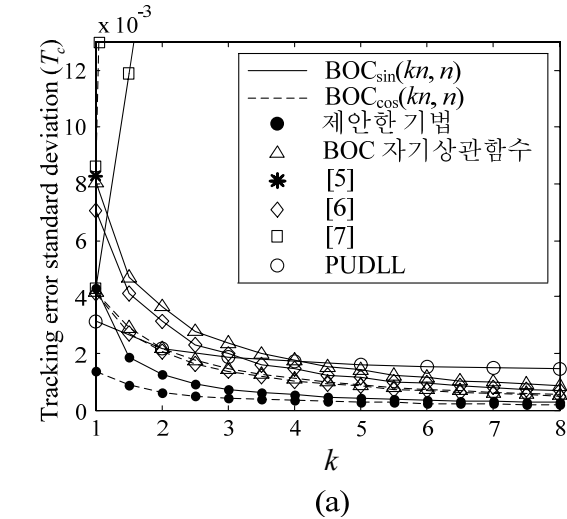 x 10⁻³
Tracking error standard deviation (T_c)
12
10
8
6
4
2
0
BOC_sin(kn, n)
BOC_cos(kn, n)
제안한 기법
BOC 자기상관함수
[5]
[6]
[7]
PUDLL
1 2 3 4 5 6 7 8
k
(a)